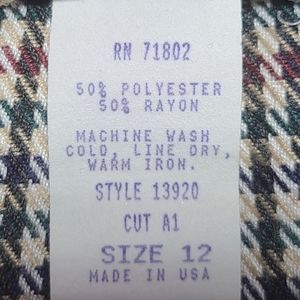 RN 71802
50% POLYESTER
50% RAYON
MACHINE WASH
COLD, LINE DRY,
WARM IRON.
STYLE 13920
CUT A1
SIZE 12
MADE IN USA